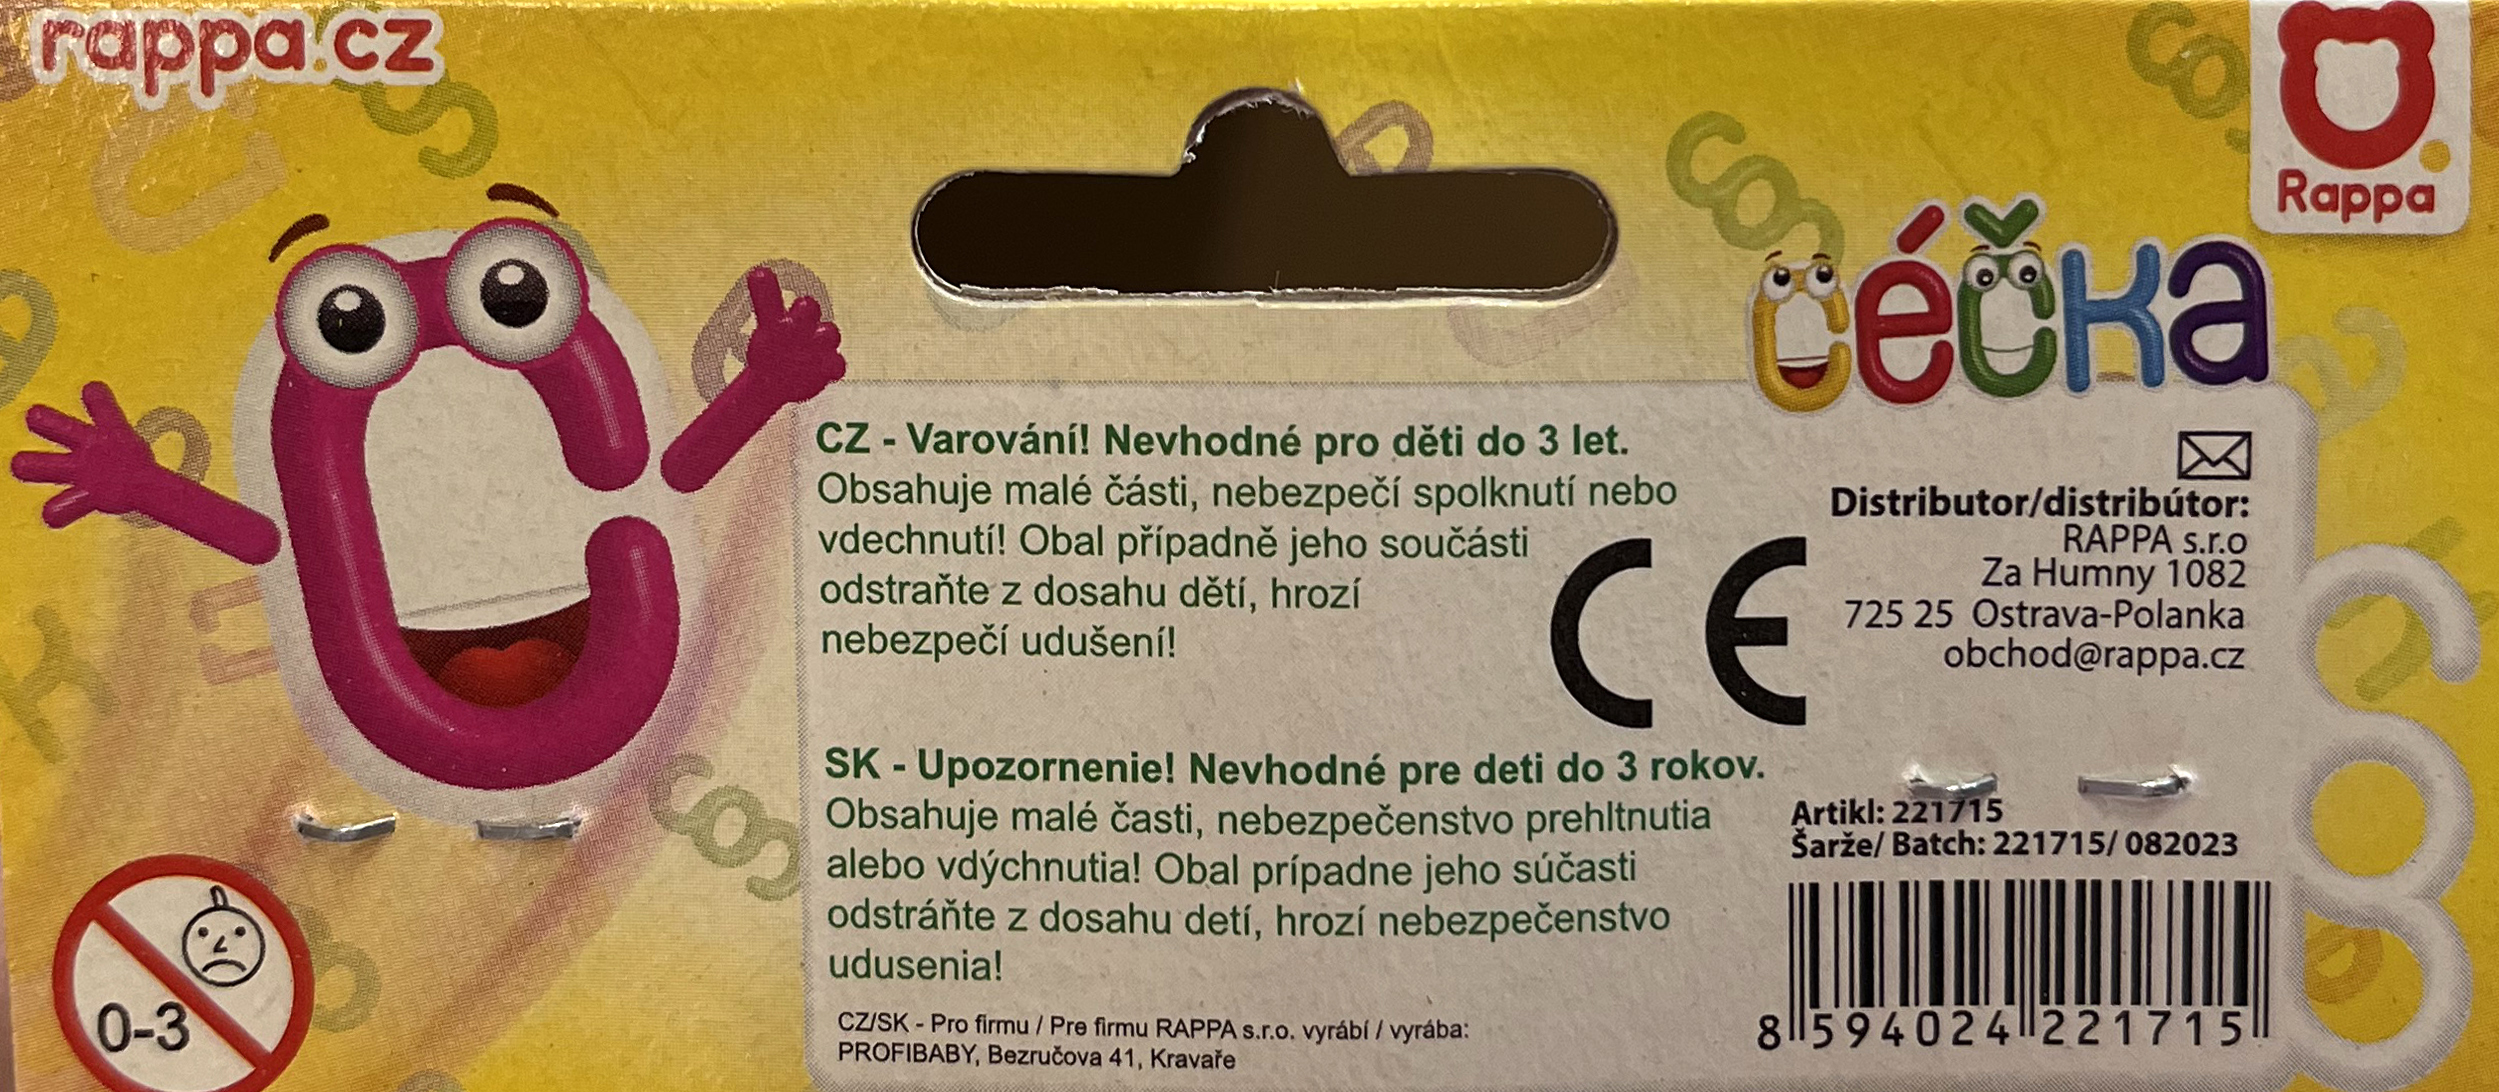 rappa.cz
Rappa
céčka
CZ - Varování! Nevhodné pro děti do 3 let.
Obsahuje malé části, nebezpečí spolknutí nebo
vdechnutí! Obal případně jeho součásti
odstraňte z dosahu dětí, hrozí
nebezpečí udušení!
CE
Distributor/distribútor:
RAPPA s.r.o
Za Humny 1082
725 25 Ostrava-Polanka
obchod@rappa.cz
SK - Upozornenie! Nevhodné pre deti do 3 rokov.
Obsahuje malé časti, nebezpečenstvo prehltnutia
alebo vdýchnutia! Obal prípadne jeho súčasti
odstráňte z dosahu detí, hrozí nebezpečenstvo
udusenia!
Artikl: 221715
Šarže/ Batch: 221715/ 082023
8 594024 221715
0-3
CZ/SK - Pro firmu / Pre firmu RAPPA s.r.o. vyrábí / vyrába:
PROFIBABY, Bezručova 41, Kravaře